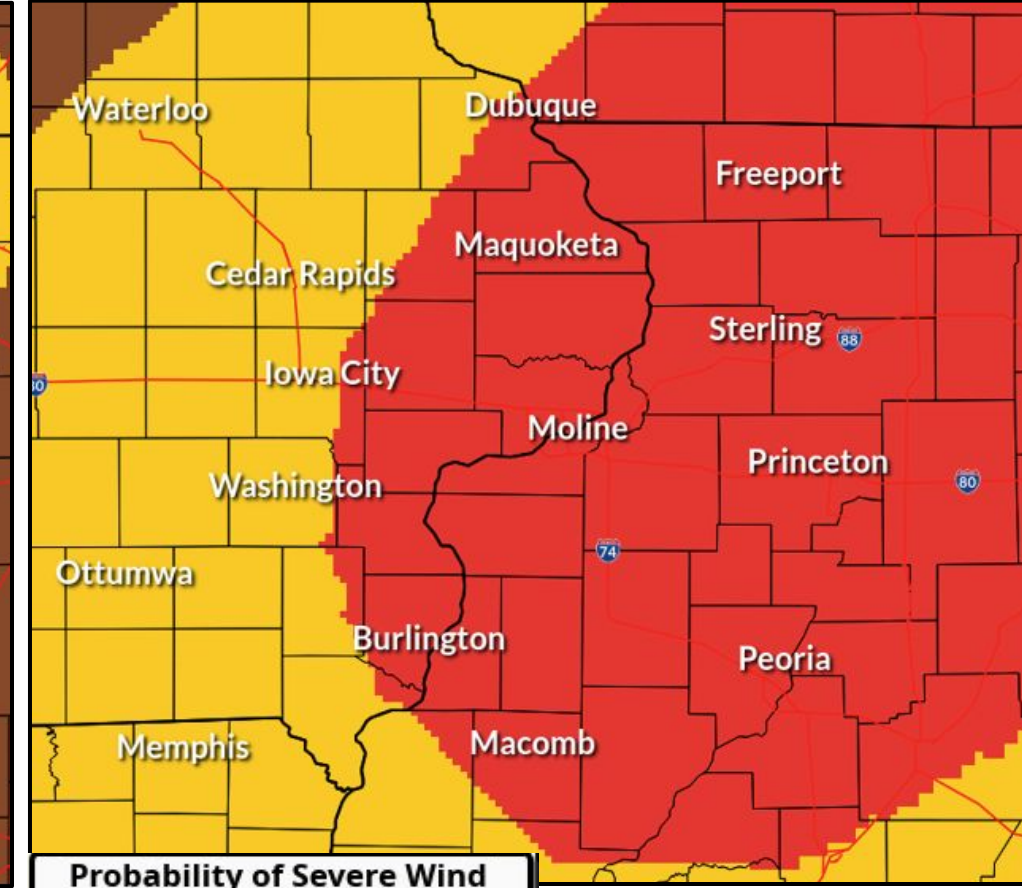 Waterloo
Dubuque
Freeport
Maquoketa
Cedar Rapids
Sterling
88
Iowa City
80
Moline
Princeton
80
Washington
74
Ottumwa
Burlington
Peoria
Memphis
Macomb
Probability of Severe Wind